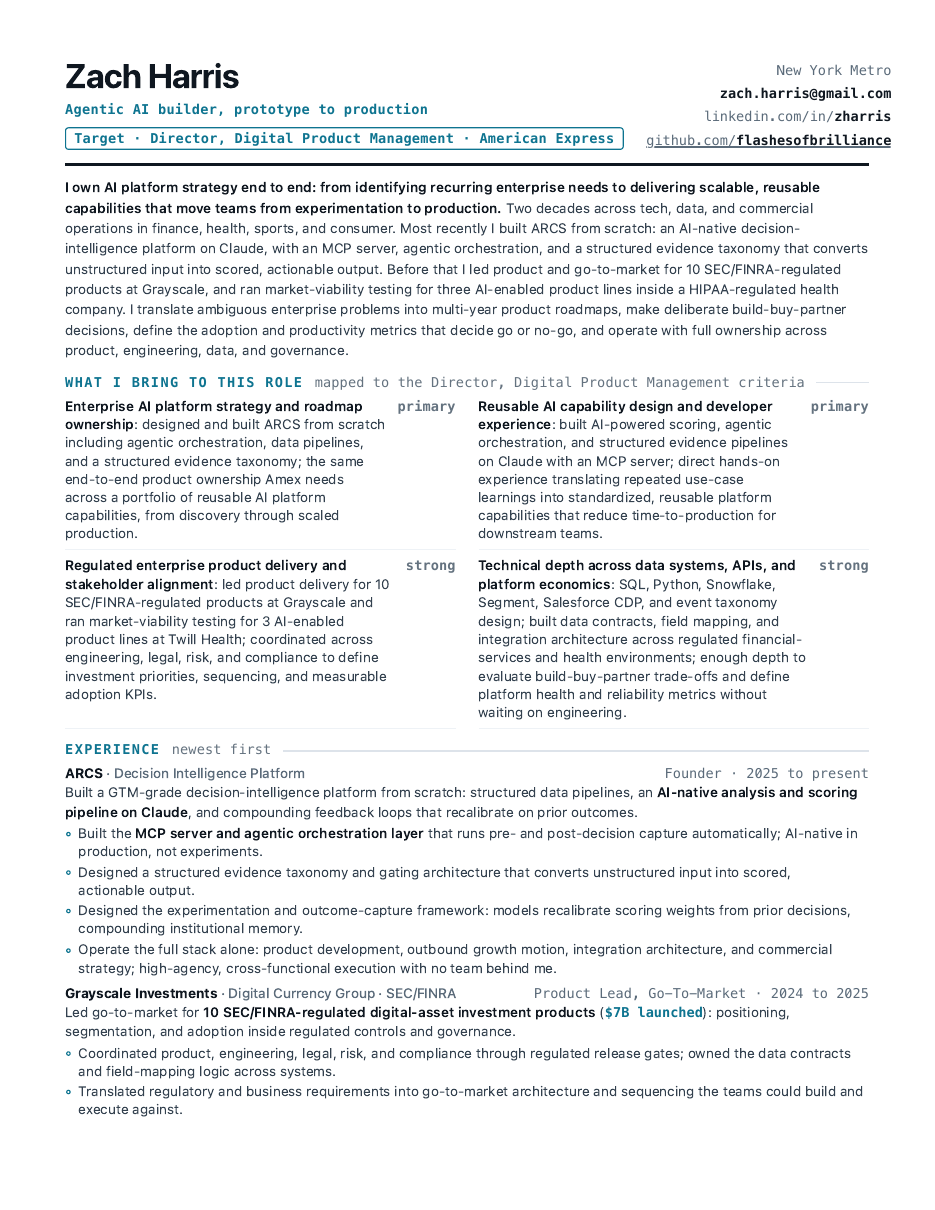 Zach Harris
Agentic AI builder, prototype to production
Target · Director, Digital Product Management · American Express
New York Metro
zach.harris@gmail.com
linkedin.com/in/zharris
github.com/flashesofbrilliance
I own AI platform strategy end to end: from identifying recurring enterprise needs to delivering scalable, reusable
capabilities that move teams from experimentation to production. Two decades across tech, data, and commercial
operations in finance, health, sports, and consumer. Most recently I built ARCS from scratch: an AI-native decision-
intelligence platform on Claude, with an MCP server, agentic orchestration, and a structured evidence taxonomy that converts
unstructured input into scored, actionable output. Before that I led product and go-to-market for 10 SEC/FINRA-regulated
products at Grayscale, and ran market-viability testing for three AI-enabled product lines inside a HIPAA-regulated health
company. I translate ambiguous enterprise problems into multi-year product roadmaps, make deliberate build-buy-partner
decisions, define the adoption and productivity metrics that decide go or no-go, and operate with full ownership across
product, engineering, data, and governance.
WHAT I BRING TO THIS ROLE mapped to the Director, Digital Product Management criteria
Enterprise AI platform strategy and roadmap primary
ownership: designed and built ARCS from scratch
including agentic orchestration, data pipelines,
and a structured evidence taxonomy; the same
end-to-end product ownership Amex needs
across a portfolio of reusable AI platform
capabilities, from discovery through scaled
production.
Reusable AI capability design and developer primary
experience: built AI-powered scoring, agentic
orchestration, and structured evidence pipelines
on Claude with an MCP server; direct hands-on
experience translating repeated use-case
learnings into standardized, reusable platform
capabilities that reduce time-to-production for
downstream teams.
Regulated enterprise product delivery and strong
stakeholder alignment: led product delivery for 10
SEC/FINRA-regulated products at Grayscale and
ran market-viability testing for 3 AI-enabled
product lines at Twill Health; coordinated across
engineering, legal, risk, and compliance to define
investment priorities, sequencing, and measurable
adoption KPIs.
Technical depth across data systems, APIs, and strong
platform economics: SQL, Python, Snowflake,
Segment, Salesforce CDP, and event taxonomy
design; built data contracts, field mapping, and
integration architecture across regulated financial-
services and health environments; enough depth to
evaluate build-buy-partner trade-offs and define
platform health and reliability metrics without
waiting on engineering.
EXPERIENCE newest first
ARCS · Decision Intelligence Platform Founder · 2025 to present
Built a GTM-grade decision-intelligence platform from scratch: structured data pipelines, an AI-native analysis and scoring
pipeline on Claude, and compounding feedback loops that recalibrate on prior outcomes.
Built the MCP server and agentic orchestration layer that runs pre- and post-decision capture automatically; AI-native in
production, not experiments.
Designed a structured evidence taxonomy and gating architecture that converts unstructured input into scored,
actionable output.
Designed the experimentation and outcome-capture framework: models recalibrate scoring weights from prior decisions,
compounding institutional memory.
Operate the full stack alone: product development, outbound growth motion, integration architecture, and commercial
strategy; high-agency, cross-functional execution with no team behind me.
Grayscale Investments · Digital Currency Group · SEC/FINRA Product Lead, Go-To-Market · 2024 to 2025
Led go-to-market for 10 SEC/FINRA-regulated digital-asset investment products ($7B launched): positioning,
segmentation, and adoption inside regulated controls and governance.
Coordinated product, engineering, legal, risk, and compliance through regulated release gates; owned the data contracts
and field-mapping logic across systems.
Translated regulatory and business requirements into go-to-market architecture and sequencing the teams could build and
execute against.